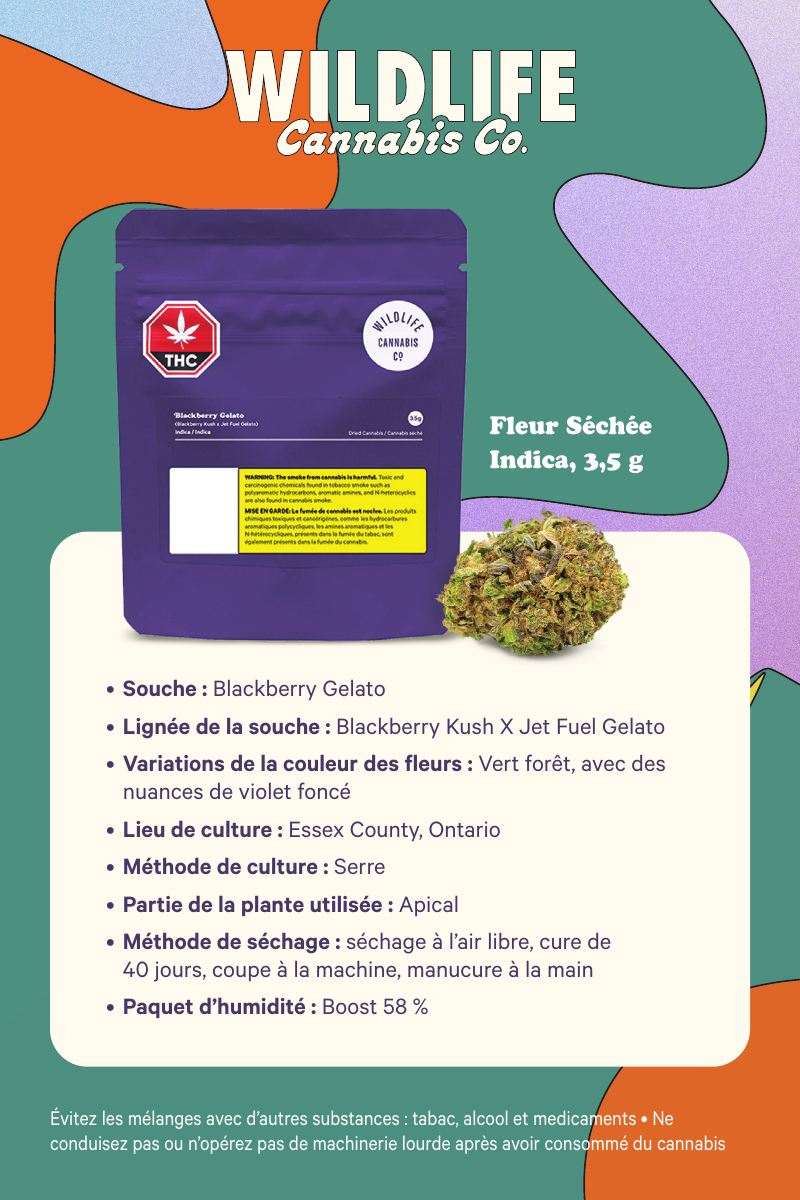 WILDLIFE
Cannabis Co.
THC
WILDLIFE
CANNABIS
CO
Blackberry Gelato
(Blackberry Kush x Jet Fuel Gelato)
Indica / Indica
3.5g
Dried Cannabis / Cannabis séché
WARNING: The smoke from cannabis is harmful. Toxic and
carcinogenic chemicals found in tobacco smoke such as
polyaromatic hydrocarbons, aromatic amines, and N-heterocyclics
are also found in cannabis smoke.
MISE EN GARDE: La fumée de cannabis est nocive. Les produits
chimiques toxiques et cancérigènes, comme les hydrocarbures
aromatiques polycycliques, les amines aromatiques et les
N-hétérocycliques, présents dans la fumée du tabac, sont
également présents dans la fumée du cannabis.
Fleur Séchée
Indica, 3,5 g
• Souche : Blackberry Gelato
• Lignée de la souche : Blackberry Kush X Jet Fuel Gelato
• Variations de la couleur des fleurs : Vert forêt, avec des
nuances de violet foncé
• Lieu de culture : Essex County, Ontario
• Méthode de culture : Serre
• Partie de la plante utilisée : Apical
• Méthode de séchage : séchage à l’air libre, cure de
40 jours, coupe à la machine, manucure à la main
• Paquet d’humidité : Boost 58 %
Évitez les mélanges avec d’autres substances : tabac, alcool et medicaments • Ne
conduisez pas ou n’opérez pas de machinerie lourde après avoir consommé du cannabis